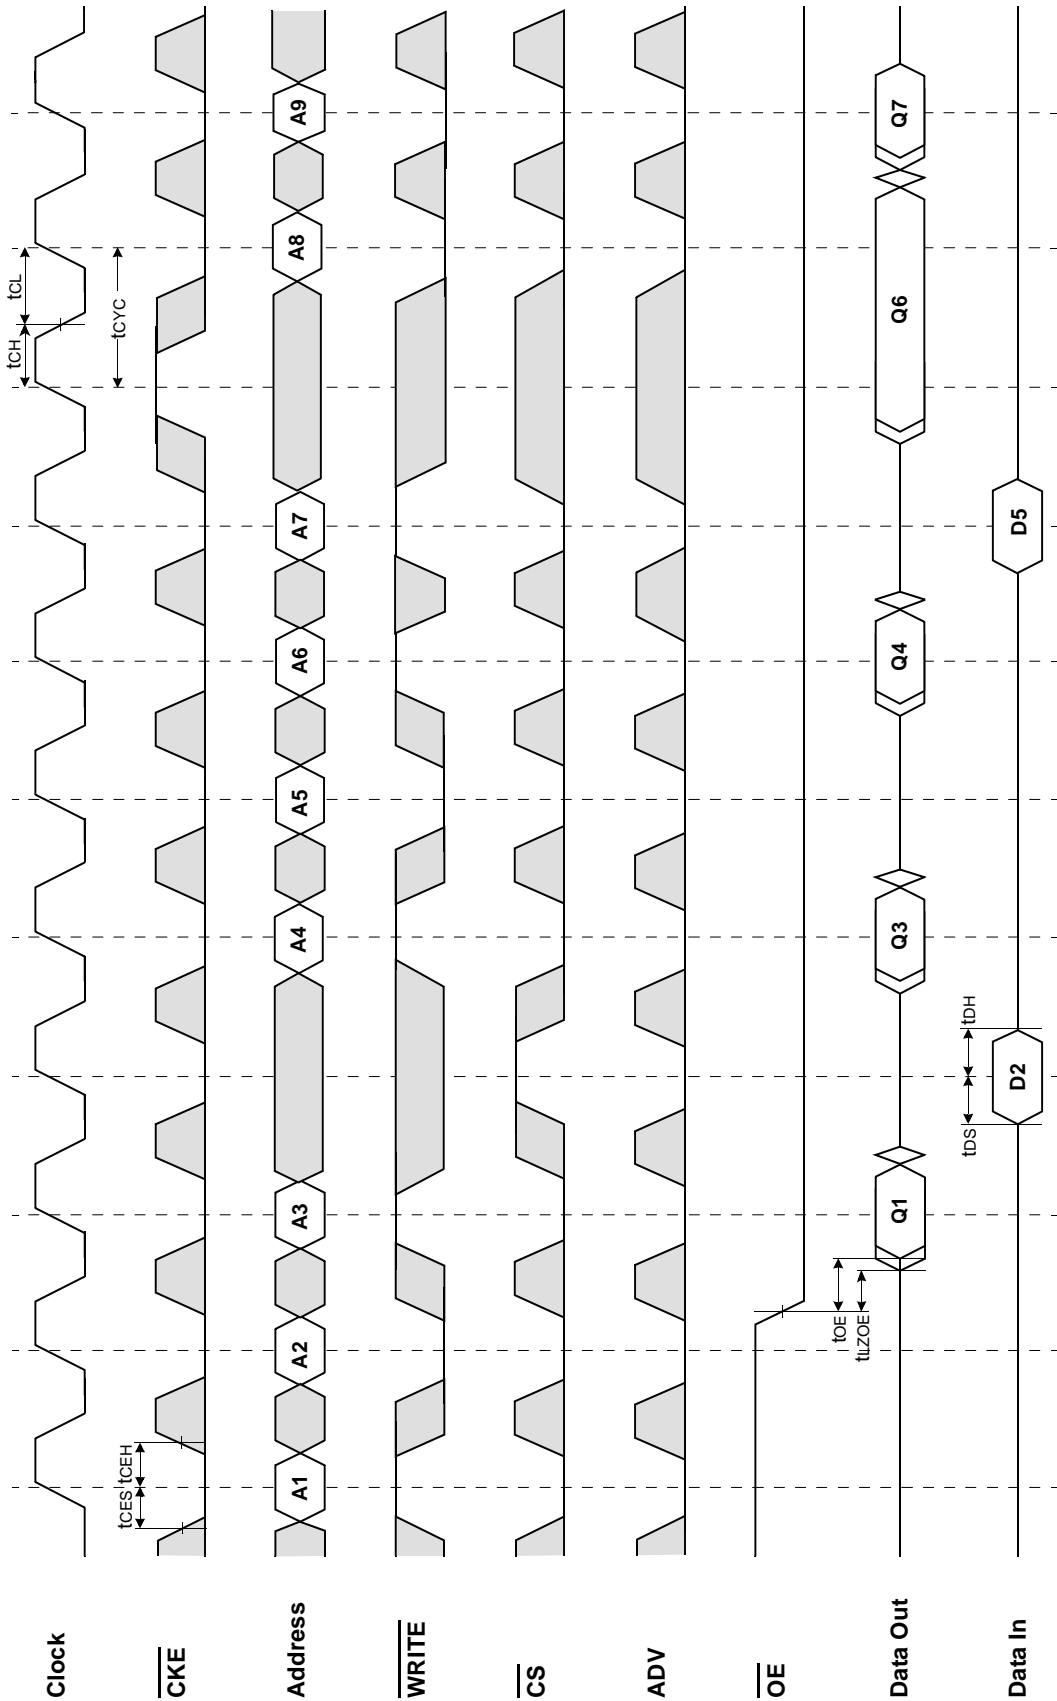 Clock
tCH
tCL
CKE
tCES
tCEH
tCYC
Address
A1
A2
A3
A4
A5
A6
A7
A8
A9
WRITE
CS
ADV
OE
tOE
tLZOE
Data Out
Q1
Q3
Q4
Q6
Q7
tDS
tDH
Data In
D2
D5